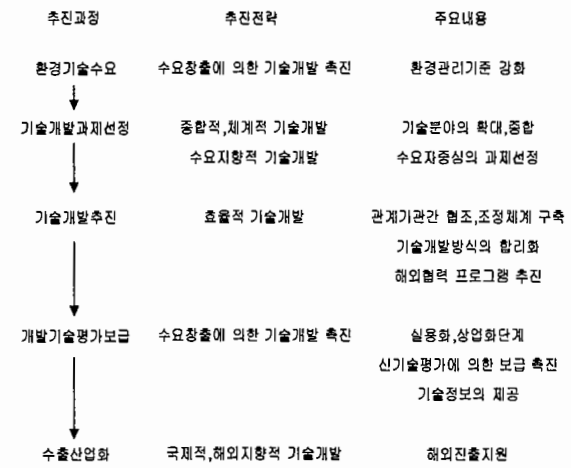 추진과정 추진전략 주요내용
환경기술수요 수요창출에 의한 기술개발 촉진 환경관리기준 강화
기술개발과제선정 종합적,체계적 기술개발 기술분야의 확대,종합
수요지향적 기술개발 수요자중심의 과제선정
기술개발추진 효율적 기술개발 관계기관간 협조,조정체계 구축
기술개발방식의 합리화
해외협력 프로그램 추진
개발기술평가보급 수요창출에 의한 기술개발 촉진 실용화,상업화단계
신기술평가에 의한 보급 촉진
기술정보의 제공
수출산업화 국제적,해외지향적 기술개발 해외진출지원